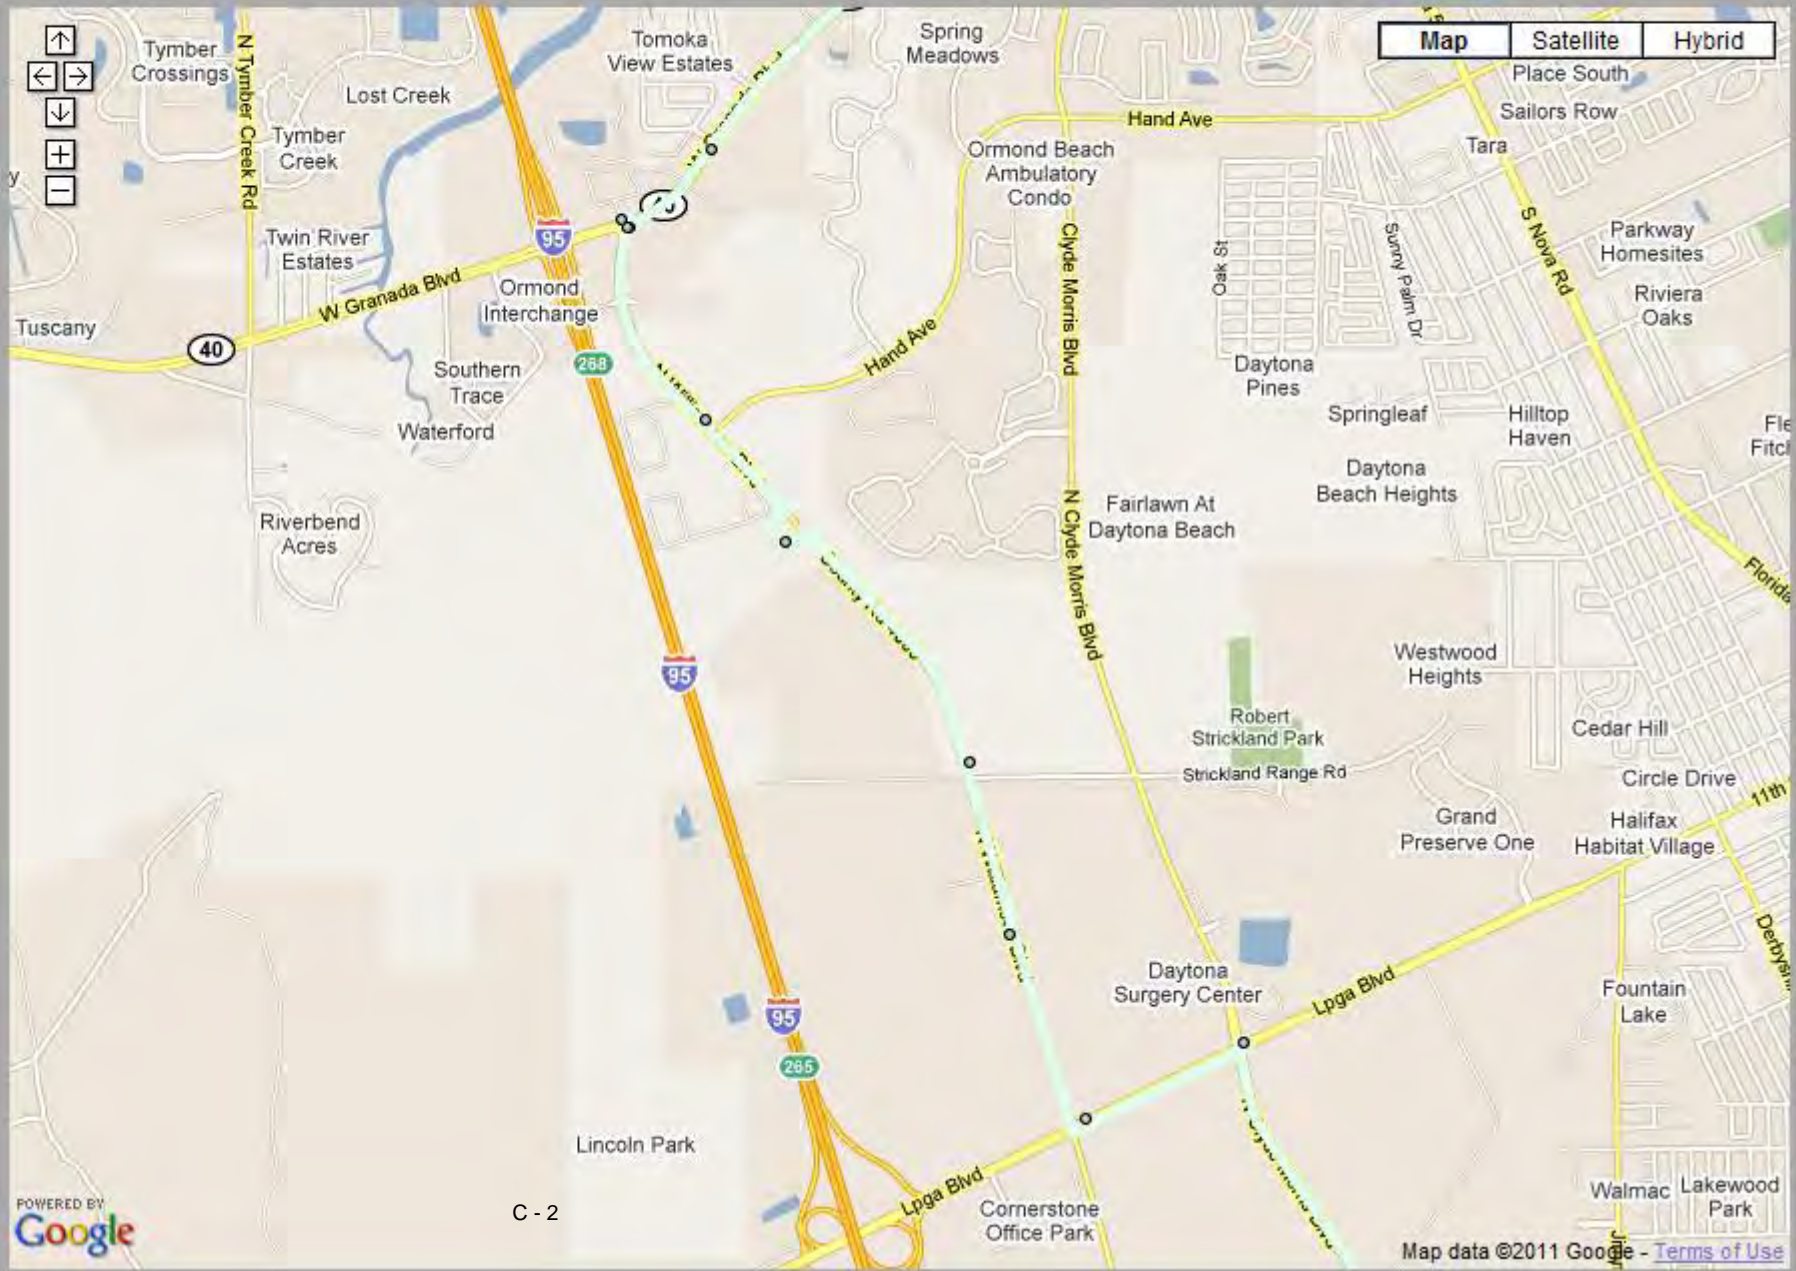 Map
Satellite
Hybrid
Tymber
Crossings
N Tymber Creek Rd
Lost Creek
Tymber
Creek
Tomoka
View Estates
Spring
Meadows
Place South
Sailors Row
Tara
Hand Ave
Ormond Beach
Ambulatory
Condo
Twin River
Estates
95
W Granada Blvd
Ormond
Interchange
Tuscany
40
268
Southern
Trace
Waterford
Hand Ave
Clyde Morris Blvd
Oak St
Sunny Palm Dr
S Nova Rd
Parkway
Homesites
Riviera
Oaks
Daytona
Pines
Springleaf
Hilltop
Haven
Daytona
Beach Heights
Fairlawn At
Daytona Beach
N Clyde Morris Blvd
Riverbend
Acres
Blvd
95
Florida
Westwood
Heights
Robert
Strickland Park
Strickland Range Rd
Cedar Hill
Circle Drive
11th
Grand
Preserve One
Halifax
Habitat Village
Daytona
Surgery Center
Lpga Blvd
Fountain
Lake
95
265
Lincoln Park
Lpga Blvd
Cornerstone
Office Park
Walmac
Lakewood
Park
C - 2
POWERED BY
Google
Map data ©2011 Google - Terms of Use